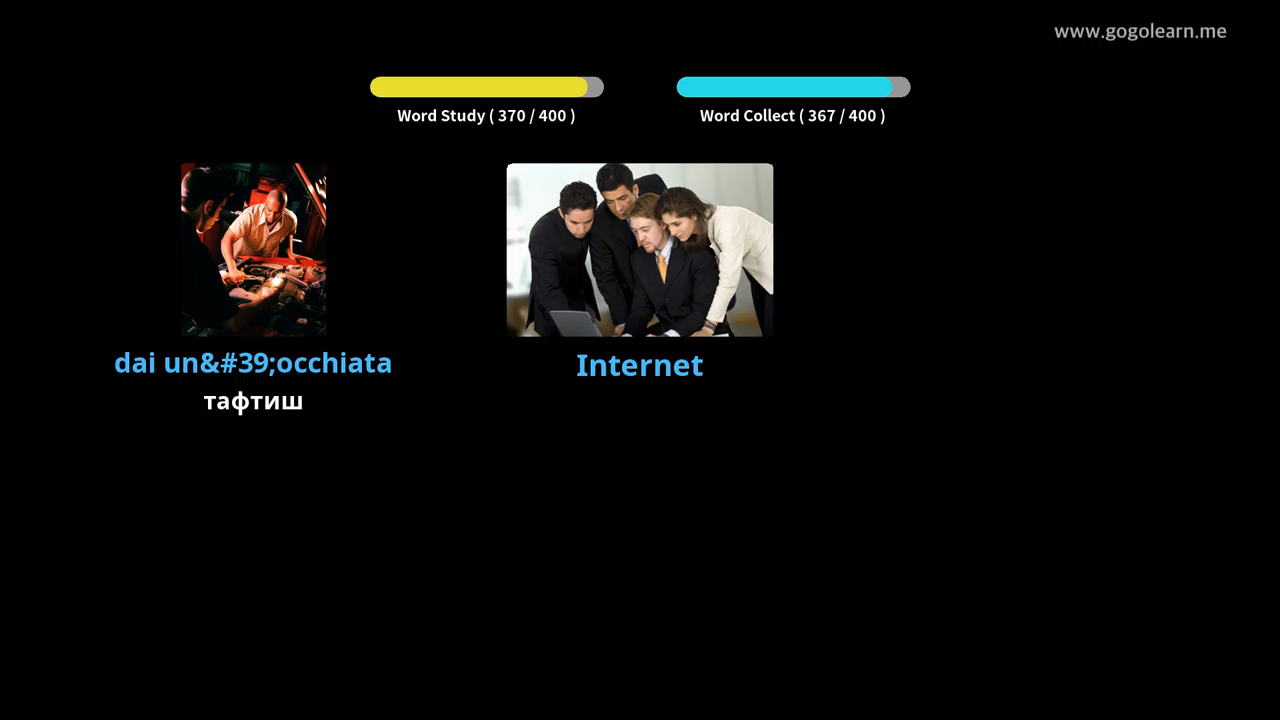 www.gogolearn.me
Word Study ( 370 / 400 )
Word Collect ( 367 / 400 )
dai un&#39;occhiata
Internet
тафтиш